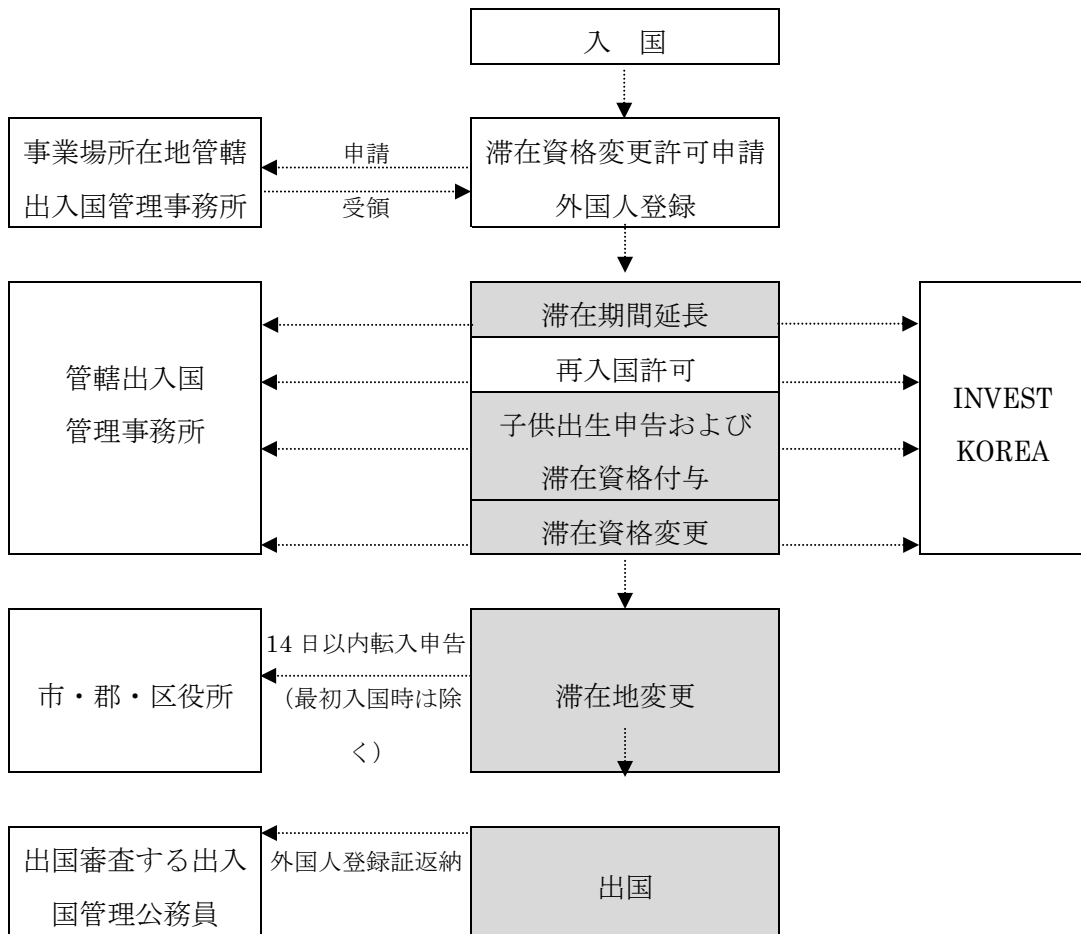 入　国
事業場所在地管轄
出入国管理事務所
申請
受領
滞在資格変更許可申請
外国人登録
管轄出入国
管理事務所
滞在期間延長
再入国許可
子供出生申告および
滞在資格付与
滞在資格変更
INVEST
KOREA
市・郡・区役所
14 日以内転入申告
（最初入国時は除
く）
滞在地変更
出国審査する出入
国管理公務員
外国人登録証返納
出国